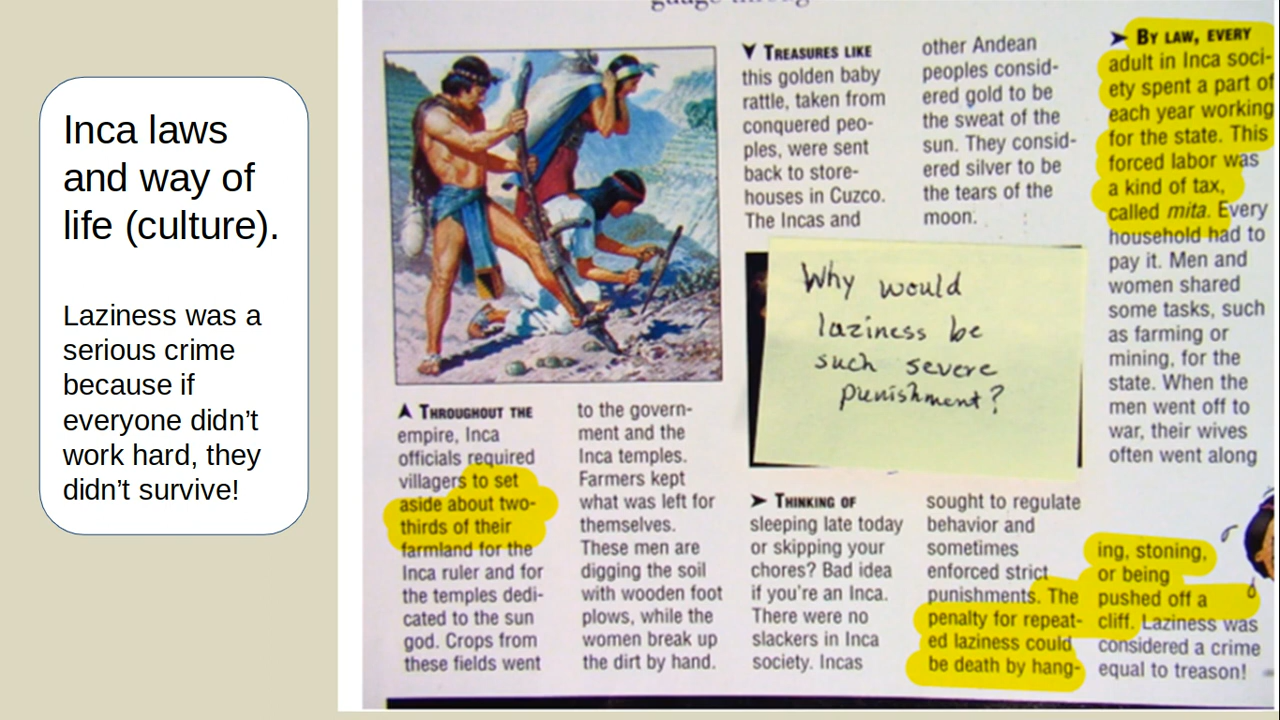 Inca laws
and way of
life (culture).
Laziness was a
serious crime
because if
everyone didn't
work hard, they
didn't survive!
➤ THROUGHOUT THE
empire, Inca
officials required
villagers to set
aside about two-
thirds of their
farmland for the
Inca ruler and for
the temples dedi-
cated to the sun
god. Crops from
these fields went
to the govern-
ment and the
Inca temples.
Farmers kept
what was left for
themselves.
These men are
digging the soil
with wooden foot
plows, while the
women break up
the dirt by hand.
➤ TREASURES LIKE
this golden baby
rattle, taken from
conquered peo-
ples, were sent
back to store-
houses in Cuzco.
The Incas and
other Andean
peoples consid-
ered gold to be
the sweat of the
sun. They consid-
ered silver to be
the tears of the
moon.
Why would
laziness be
such severe
punishment?
➤ THINKING OF
sleeping late today
or skipping your
chores? Bad idea
if you're an Inca.
There were no
slackers in Inca
society. Incas
sought to regulate
behavior and
sometimes
enforced strict
punishments. The
penalty for repeat-
ed laziness could
be death by hang-
ing, stoning,
or being
pushed off a
cliff. Laziness was
considered a crime
equal to treason!
➤ BY LAW, EVERY
adult in Inca soci-
ety spent a part of
each year working
for the state. This
forced labor was
a kind of tax,
called mita. Every
household had to
pay it. Men and
women shared
some tasks, such
as farming or
mining, for the
state. When the
men went off to
war, their wives
often went along